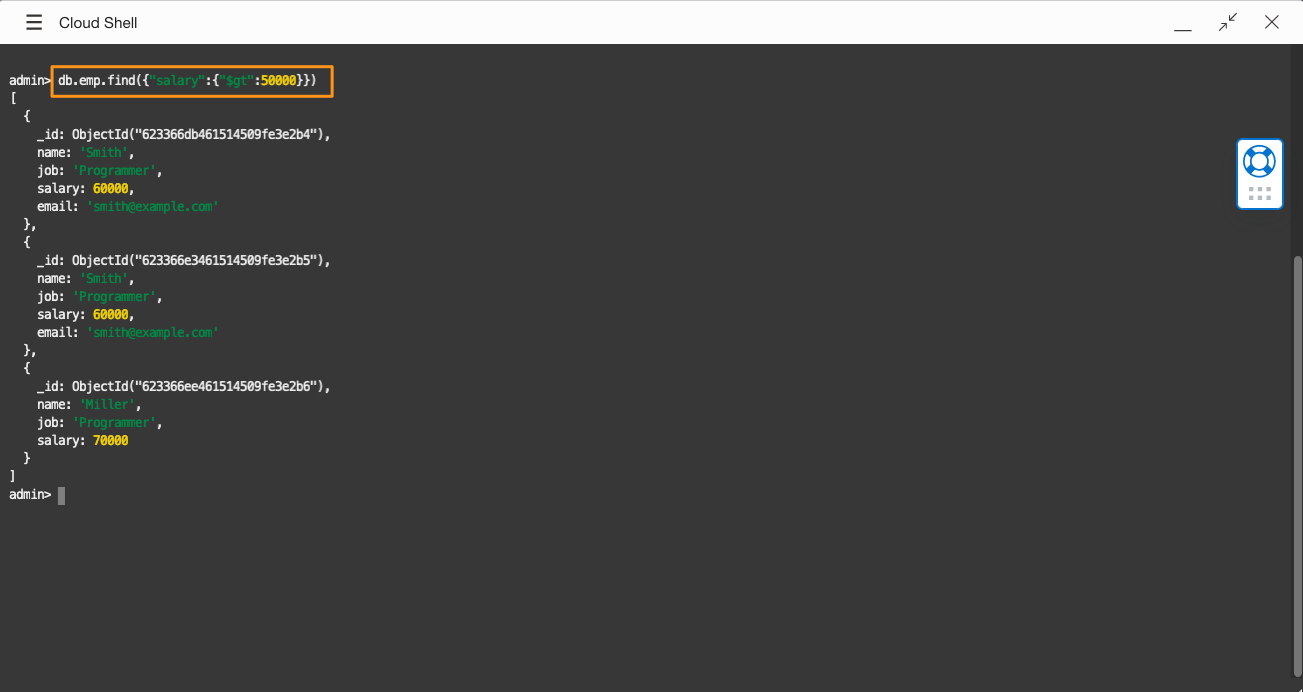 Cloud Shell
admin> db.emp.find({"salary":{"$gt":50000}})
[
  {
    _id: ObjectId("623366db461514509fe3e2b4"),
    name: 'Smith',
    job: 'Programmer',
    salary: 60000,
    email: 'smith@example.com'
  },
  {
    _id: ObjectId("623366e3461514509fe3e2b5"),
    name: 'Smith',
    job: 'Programmer',
    salary: 60000,
    email: 'smith@example.com'
  },
  {
    _id: ObjectId("623366ee461514509fe3e2b6"),
    name: 'Miller',
    job: 'Programmer',
    salary: 70000
  }
]
admin>